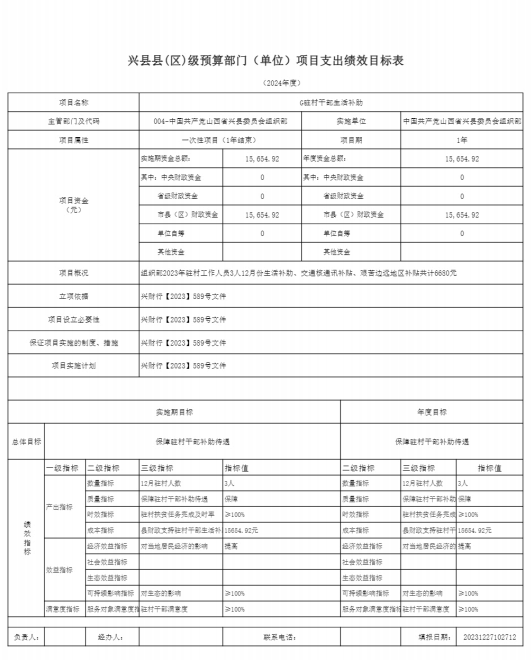 兴县县(区)级预算部门（单位）项目支出绩效目标表
（2024年度）
项目名称 G驻村干部生活补助
主管部门及代码 004-中国共产党山西省兴县委员会组织部 实施单位 中国共产党山西省兴县委员会组织部
项目属性 一次性项目（1年结束） 项目期 1年
项目资金（元） 实施期资金总额： 15,654.92 年度资金总额： 15,654.92
其中：中央财政资金 0 其中：中央财政资金 0
省级财政资金 0 省级财政资金 0
市县（区）财政资金 15,654.92 市县（区）财政资金 15,654.92
单位自筹 0 单位自筹 0
其他资金 其他资金
项目概况 组织部2023年驻村工作人员3人12月份生活补助、交通核通讯补贴、艰苦边远地区补贴共计6680元
立项依据 兴财行【2023】589号文件
项目设立必要性 兴财行【2023】589号文件
保证项目实施的制度、措施 兴财行【2023】589号文件
项目实施计划 兴财行【2023】589号文件
实施期目标 年度目标
总体目标 保障驻村干部补助待遇 保障驻村干部补助待遇
绩效指标 一级指标 二级指标 三级指标 指标值 二级指标 三级指标 指标值
产出指标 数量指标 12月驻村人数 3人 数量指标 12月驻村人数 3人
质量指标 保障驻村干部补助待遇 保障 质量指标 保障驻村干部补助 保障
时效指标 驻村扶贫任务完成及时率 ≥100% 时效指标 驻村扶贫任务完成 ≥100%
成本指标 县财政支持驻村干部生活补 15654.92元 成本指标 县财政支持驻村干 15654.92元
效益指标 经济效益指标 对当地居民经济的影响 提高 经济效益指标 对当地居民经济的 提高
社会效益指标 社会效益指标
生态效益指标 生态效益指标
可持续影响指标 对生态的影响 ≥100% 可持续影响指标 对生态的影响 ≥100%
满意度指标 服务对象满意度指 驻村干部满意度 ≥100% 服务对象满意度指 驻村干部满意度 ≥100%
负责人： 经办人： 联系电话： 填报日期： 20231227102712